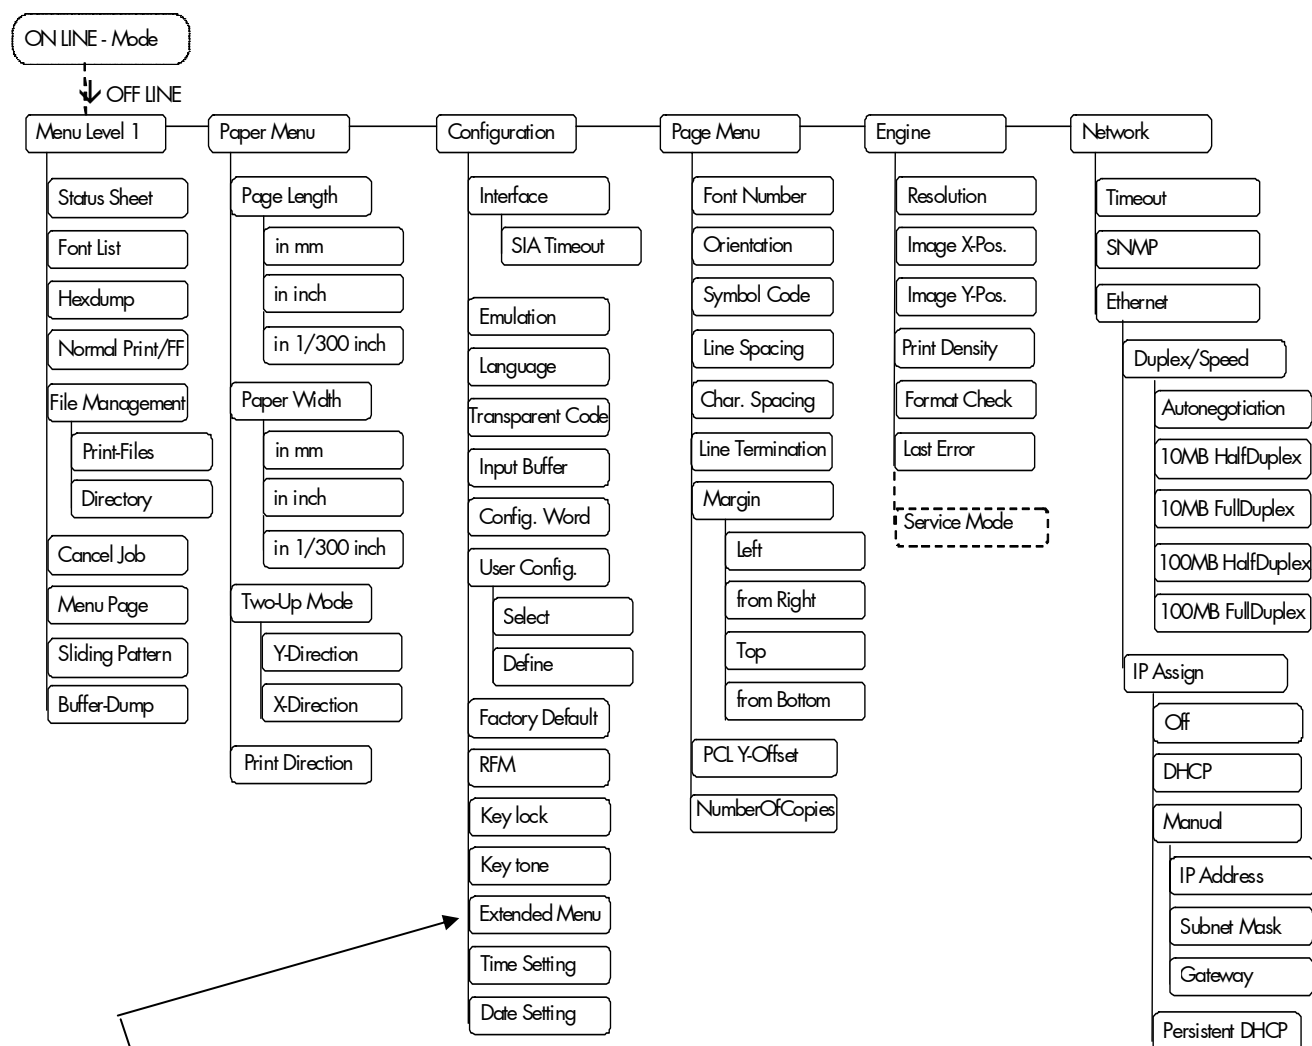 ON LINE - Mode
OFF LINE
Menu Level 1
Status Sheet
Font List
Hexdump
Normal Print/FF
File Management
Print-Files
Directory
Cancel Job
Menu Page
Sliding Pattern
Buffer-Dump
Paper Menu
Page Length
in mm
in inch
in 1/300 inch
Paper Width
in mm
in inch
in 1/300 inch
Two-Up Mode
Y-Direction
X-Direction
Print Direction
Configuration
Interface
SIA Timeout
Emulation
Language
Transparent Code
Input Buffer
Config. Word
User Config.
Select
Define
Factory Default
RFM
Key lock
Key tone
Extended Menu
Time Setting
Date Setting
Page Menu
Font Number
Orientation
Symbol Code
Line Spacing
Char. Spacing
Line Termination
Margin
Left
from Right
Top
from Bottom
PCL Y-Offset
NumberOfCopies
Engine
Resolution
Image X-Pos.
Image Y-Pos.
Print Density
Format Check
Last Error
Service Mode
Network
Timeout
SNMP
Ethernet
Duplex/Speed
Autonegotiation
10MB HalfDuplex
10MB FullDuplex
100MB HalfDuplex
100MB FullDuplex
IP Assign
Off
DHCP
Manual
IP Address
Subnet Mask
Gateway
Persistent DHCP